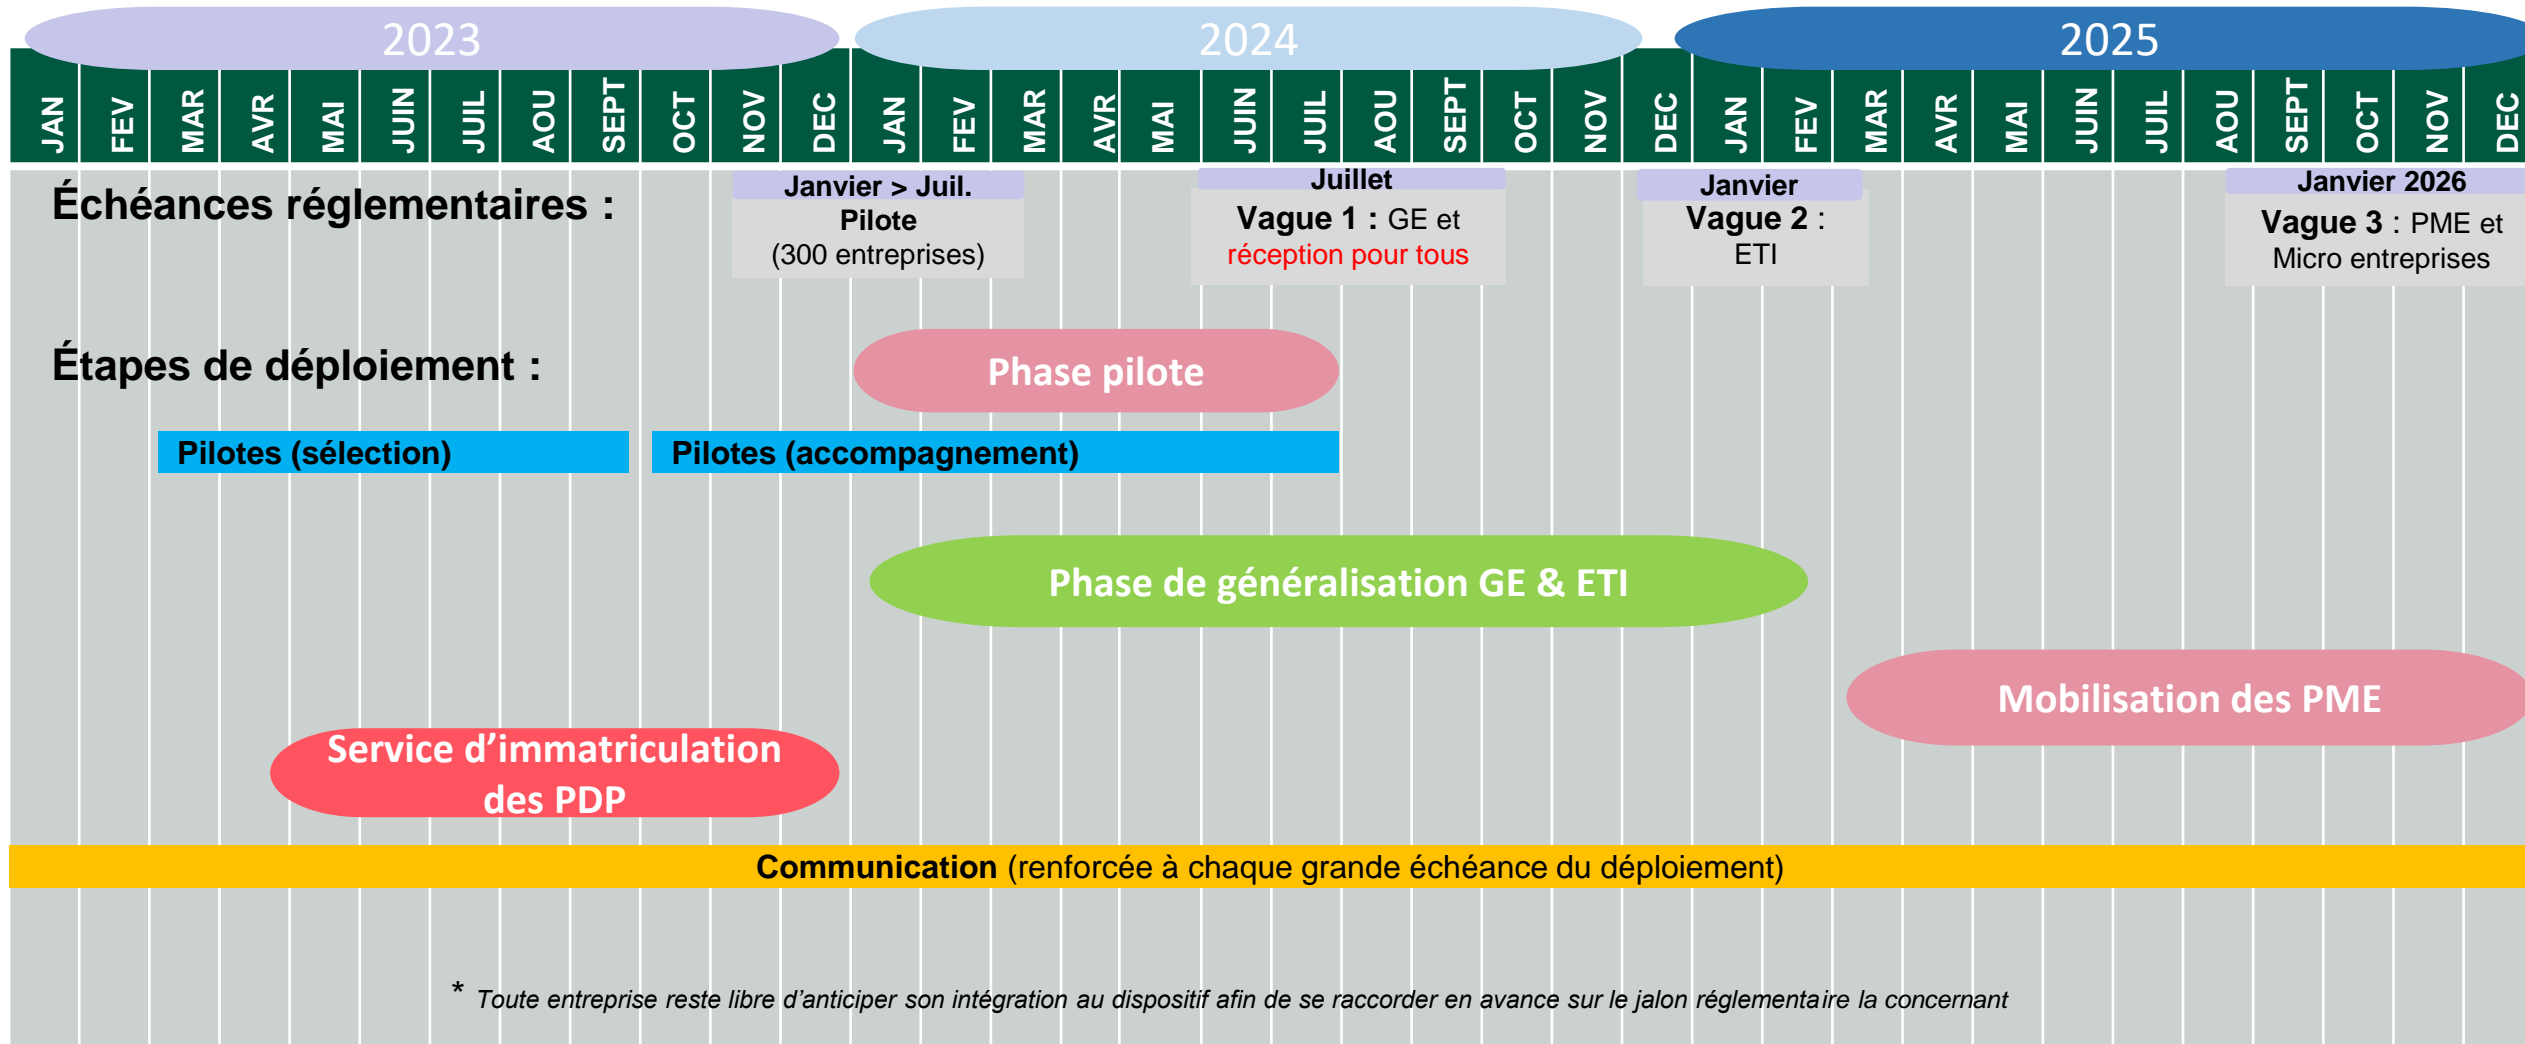 2023
2024
2025
JAN FEV MAR AVR MAI JUIN JUIL AOU SEPT OCT NOV DEC JAN FEV MAR AVR MAI JUIN JUIL AOU SEPT OCT NOV DEC JAN FEV MAR AVR MAI JUIN JUIL AOU SEPT OCT NOV DEC
Échéances réglementaires :
Janvier > Juil.
Pilote
(300 entreprises)
Juillet
Vague 1 : GE et
réception pour tous
Janvier
Vague 2 :
ETI
Janvier 2026
Vague 3 : PME et
Micro entreprises
Étapes de déploiement :
Phase pilote
Pilotes (sélection)
Pilotes (accompagnement)
Phase de généralisation GE & ETI
Mobilisation des PME
Service d’immatriculation
des PDP
Communication (renforcée à chaque grande échéance du déploiement)
* Toute entreprise reste libre d’anticiper son intégration au dispositif afin de se raccorder en avance sur le jalon réglementaire la concernant